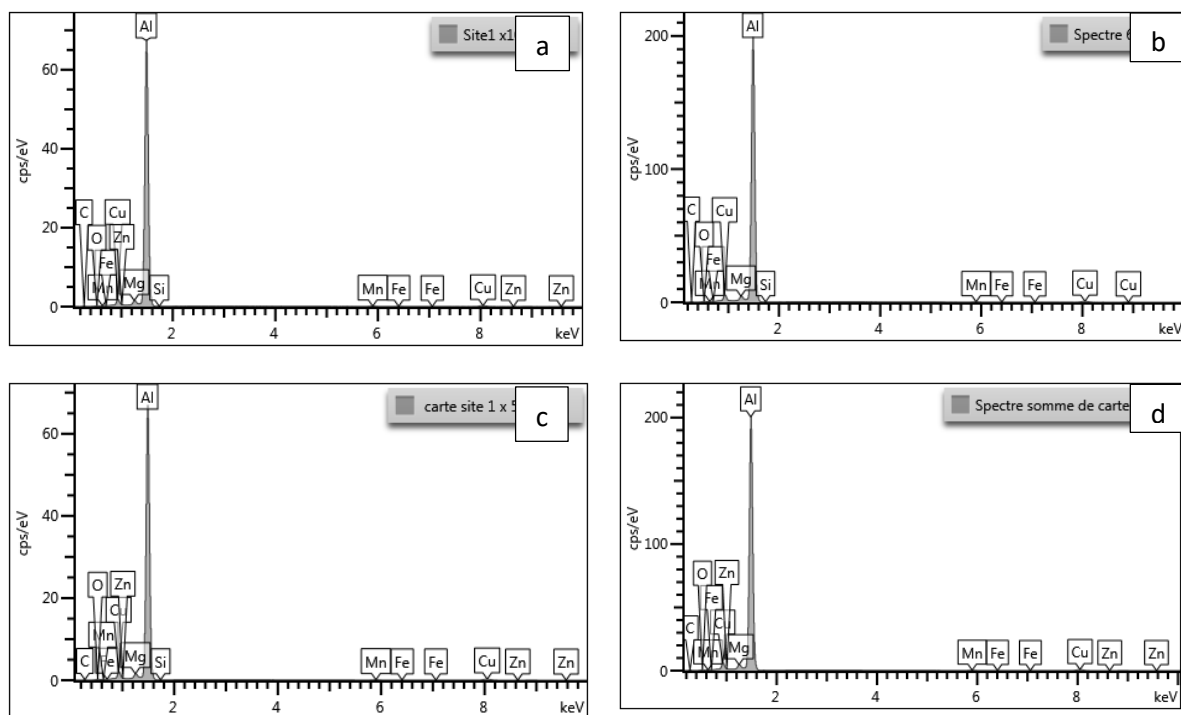 Al
Site1 x1
a
60
40
20
0
cps/eV
C
Cu
O
Zn
Fe
Mn
Mg
Si
Mn
Fe
Fe
Cu
Zn
Zn
2
4
6
8
keV
Al
Spectre 6
b
200
100
0
cps/eV
C
Cu
O
Fe
Mn
Mg
Si
Mn
Fe
Fe
Cu
Cu
2
4
6
8
keV
Al
carte site 1 x 5
c
60
40
20
0
cps/eV
O
Zn
Cu
Mn
C
Fe
Mg
Si
Mn
Fe
Fe
Cu
Zn
Zn
2
4
6
8
keV
Al
Spectre somme de carte
d
200
100
0
cps/eV
O
Zn
Fe
C
Cu
Mn
Mg
Mn
Fe
Fe
Cu
Zn
Zn
2
4
6
8
keV